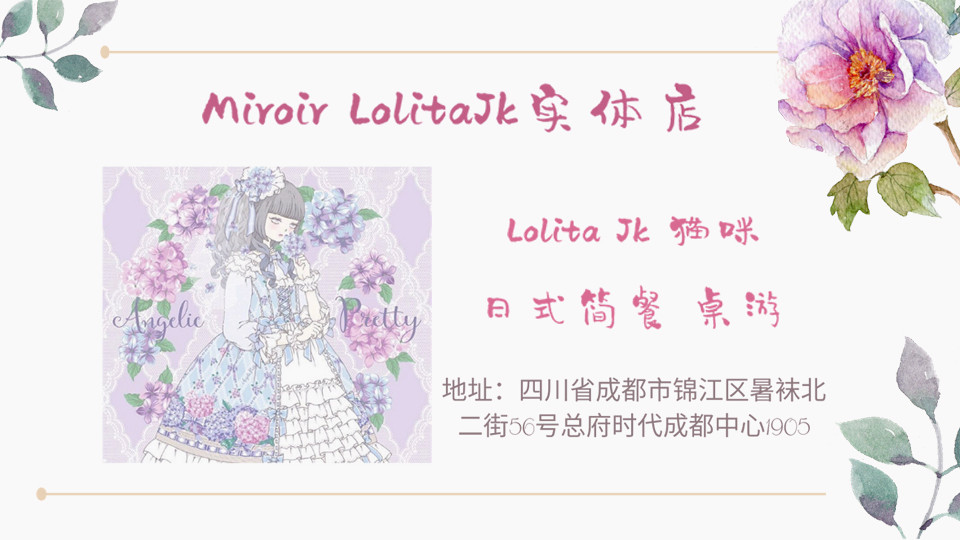 Miroir LolitaJk实体店
Angelic Pretty
Lolita Jk 猫咪
日式简餐 桌游
地址：四川省成都市锦江区暑袜北
二街56号总府时代成都中心1905